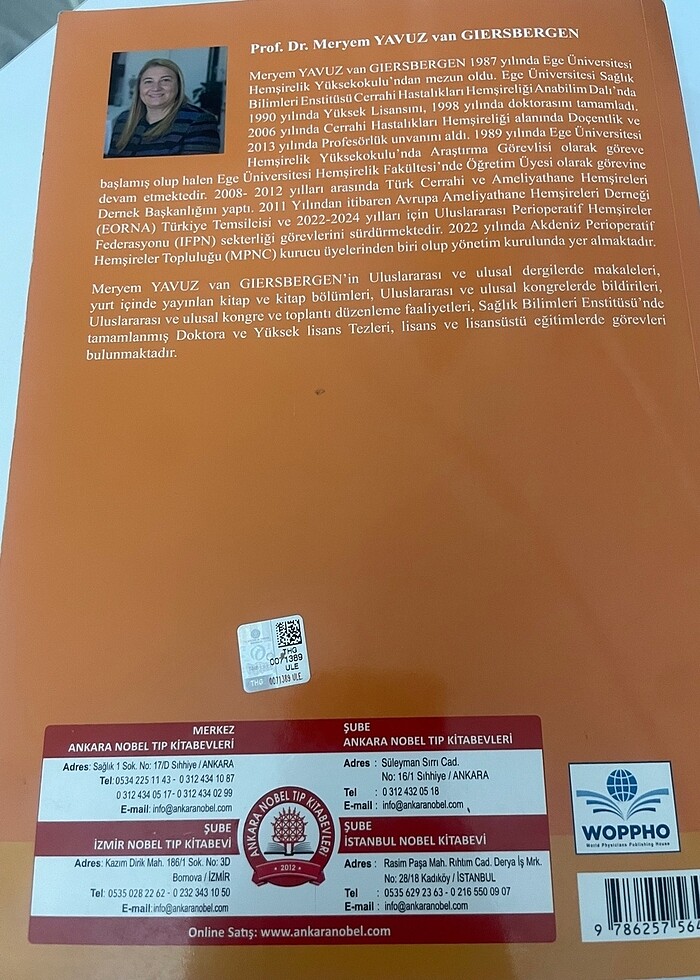 Prof. Dr. Meryem YAVUZ van GIERSBERGEN
Meryem YAVUZ van GIERSBERGEN 1987 yılında Ege Üniversitesi
Hemşirelik Yüksekokulu'ndan mezun oldu. Ege Üniversitesi Sağlık
Bilimleri Enstitüsü Cerrahi Hastalıkları Hemşireliği Anabilim Dalı'nda
1990 yılında Yüksek Lisansını, 1998 yılında doktorasını tamamladı.
2006 yılında Cerrahi Hastalıkları Hemşireliği alanında Doçentlik ve
2013 yılında Profesörlük unvanını aldı. 1989 yılında Ege Üniversitesi
Hemşirelik Yüksekokulu'nda Araştırma Görevlisi olarak göreve
başlamış olup halen Ege Üniversitesi Hemşirelik Fakültesi'nde Öğretim Üyesi olarak görevine
devam etmektedir. 2008- 2012 yılları arasında Türk Cerrahi ve Ameliyathane Hemşireleri
Dernek Başkanlığını yaptı. 2011 Yılından itibaren Avrupa Ameliyathane Hemşireleri Derneği
(EORNA) Türkiye Temsilcisi ve 2022-2024 yılları için Uluslararası Perioperatif Hemşireler
Federasyonu (IFPN) sekterliği görevlerini sürdürmektedir. 2022 yılında Akdeniz Perioperatif
Hemşireler Topluluğu (MPNC) kurucu üyelerinden biri olup yönetim kurulunda yer almaktadır.
Meryem YAVUZ van GIERSBERGEN'in Uluslararası ve ulusal dergilerde makaleleri,
yurt içinde yayınlan kitap ve kitap bölümleri, Uluslararası ve ulusal kongrelerde bildirileri,
Uluslararası ve ulusal kongre ve toplantı düzenleme faaliyetleri, Sağlık Bilimleri Enstitüsü'nde
tamamlanmış Doktora ve Yüksek lisans Tezleri, lisans ve lisansüstü eğitimlerde görevleri
bulunmaktadır.
THG
0071389
ULE
THG 0071389 ULE
MERKEZ
ANKARA NOBEL TIP KİTABEVLERİ
Adres: Sağlık 1 Sok. No: 17/D Sıhhiye / ANKARA
Tel: 0534 225 11 43 - 0 312 434 10 87
0 312 434 05 17- 0 312 434 02 99
E-mail: info@ankaranobel.com
ŞUBE
ANKARA NOBEL TIP KİTABEVLERİ
Adres : Süleyman Sırrı Cad.
No: 16/1 Sıhhiye / ANKARA
Tel : 0 312 432 05 18
E-mail : info@ankaranobel.com
ŞUBE
İZMİR NOBEL TIP KİTABEVİ
Adres: Kazım Dirik Mah. 186/1 Sok. No: 3D
Bornova / İZMİR
Tel: 0535 028 22 62 - 0 232 343 10 50
E-mail: info@ankaranobel.com
ŞUBE
İSTANBUL NOBEL KİTABEVİ
Adres : Rasim Paşa Mah. Rıhtım Cad. Derya İş Mrk.
No: 28/18 Kadıköy / İSTANBUL
Tel : 0535 629 23 63 - 0 216 550 09 07
E-mail : info@ankaranobel.com
ANKARA NOBEL TIP KİTABEVLERİ
2012
Online Satış: www.ankaranobel.com
WOPPHO
World Physicians Publishing House
9 786257 564